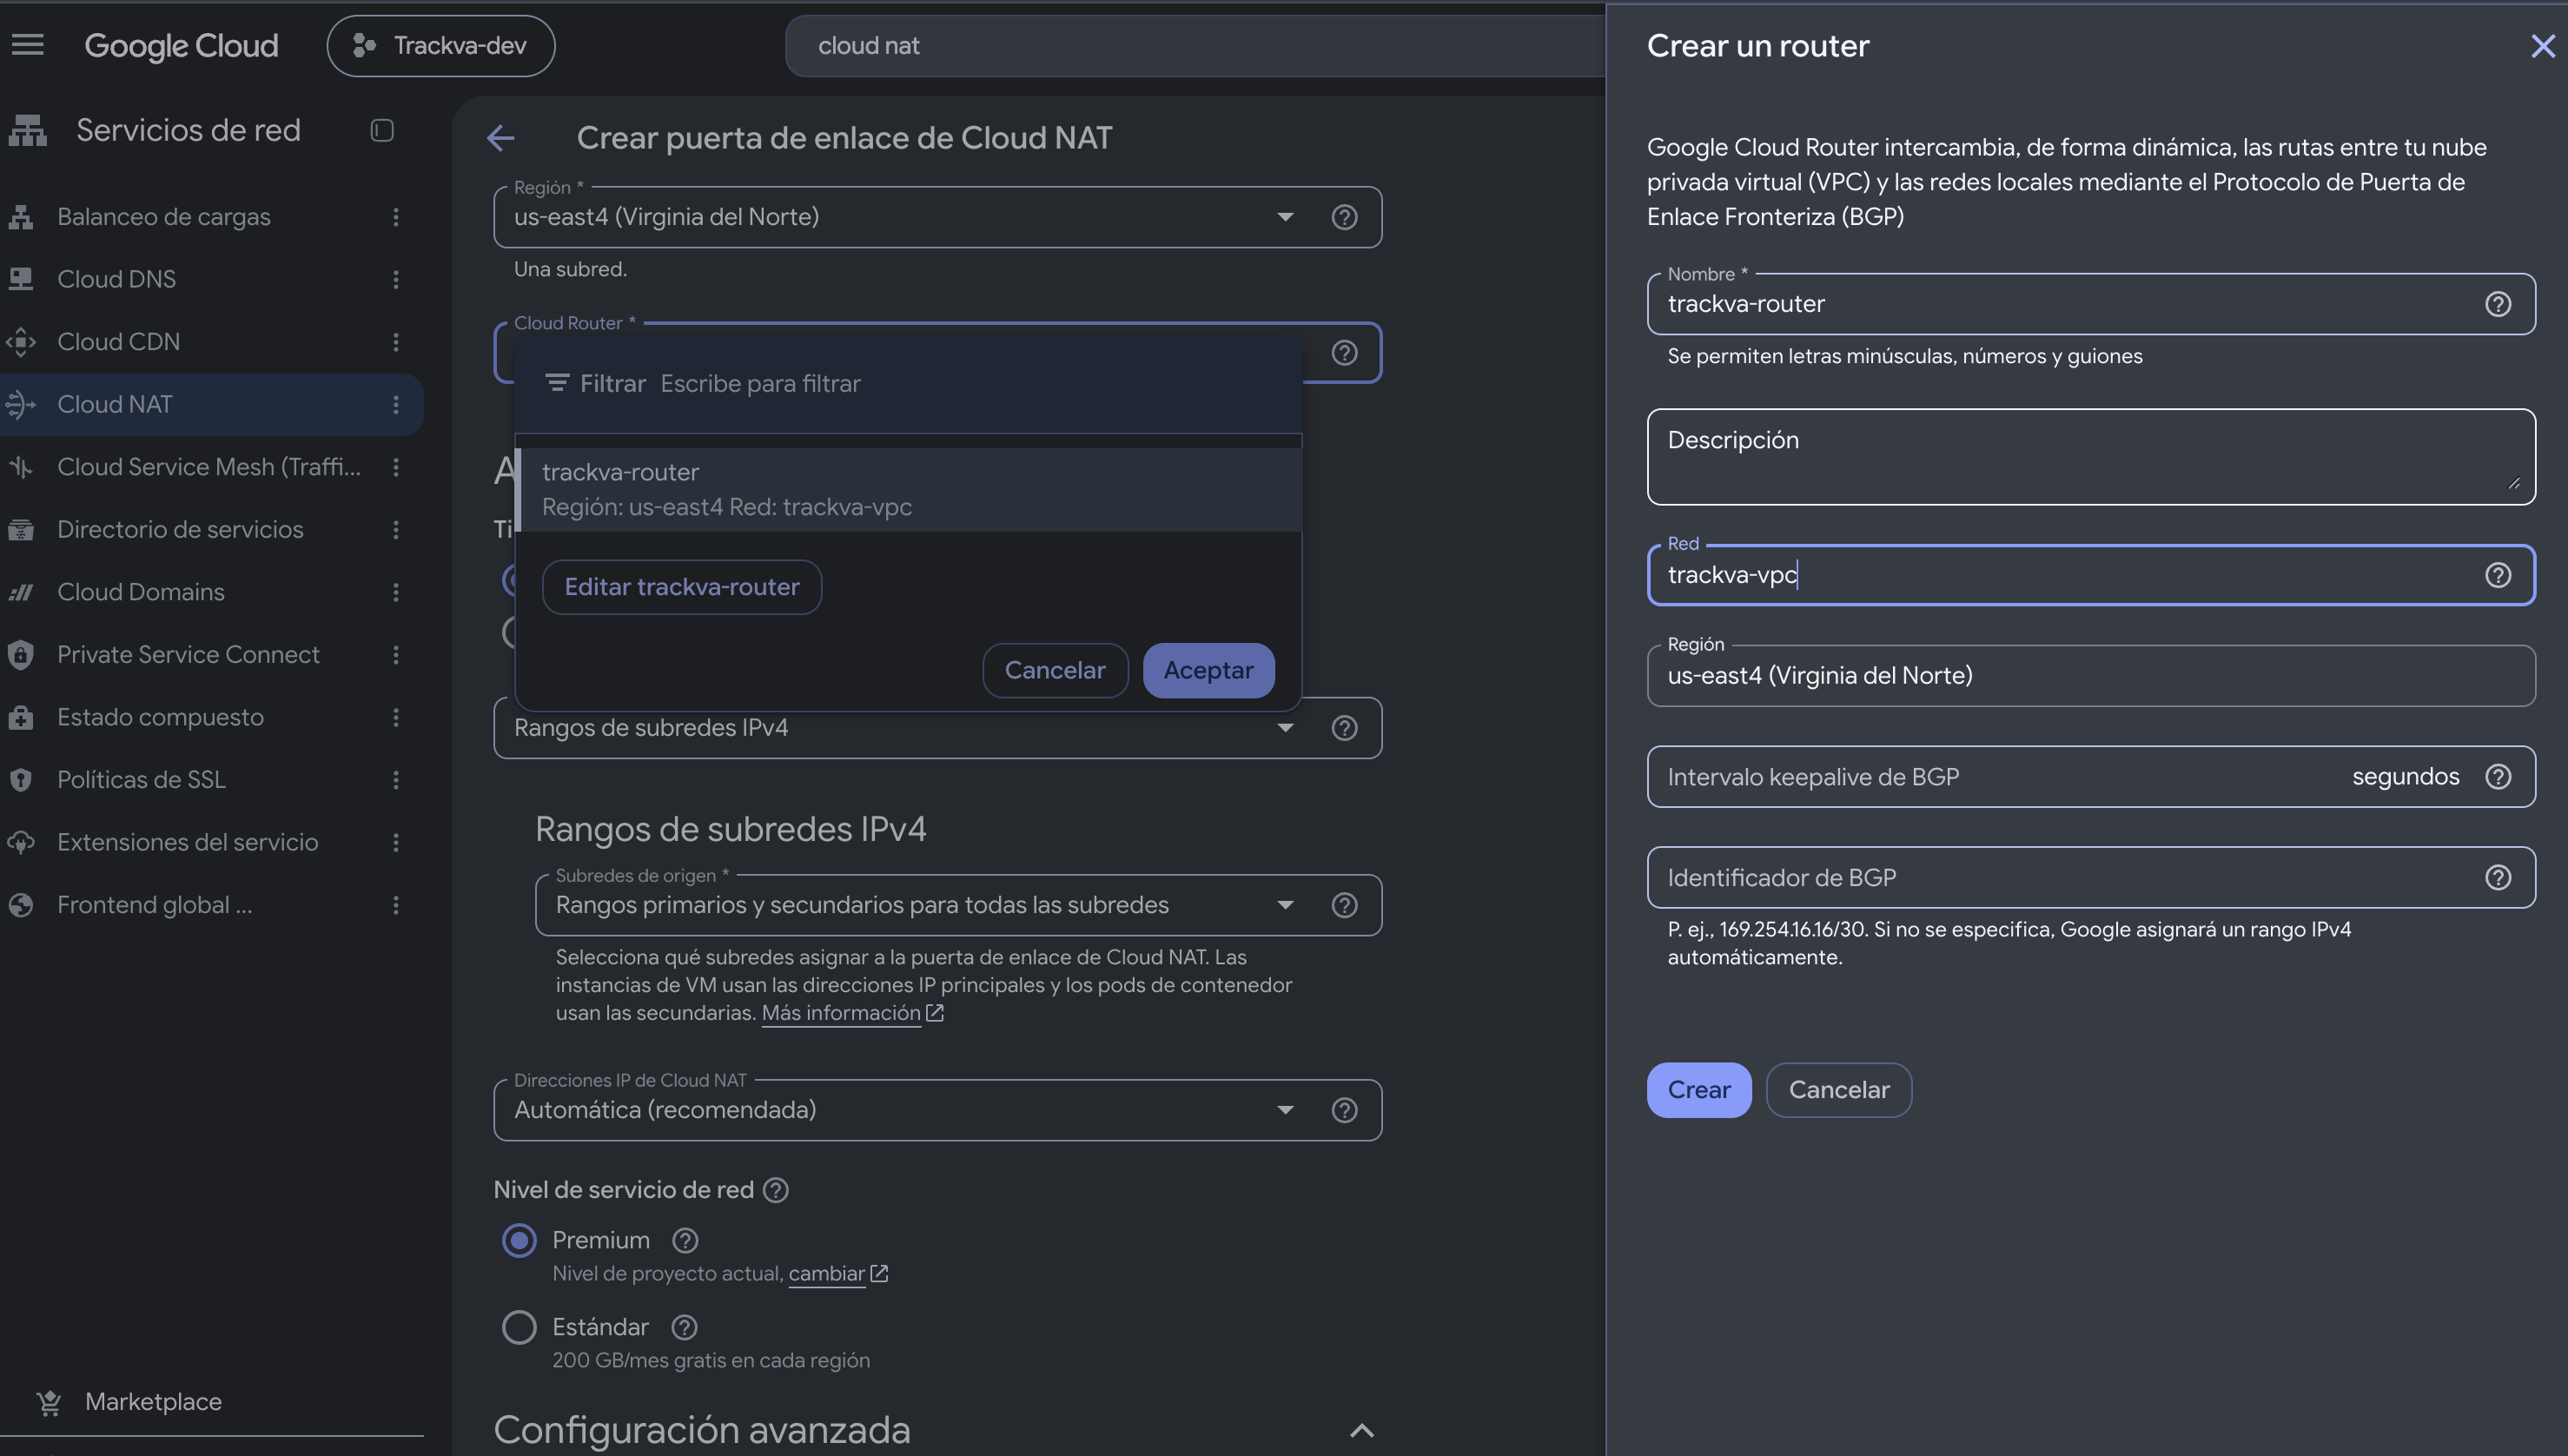 Google Cloud
Trackva-dev
cloud nat
Servicios de red
Balanceo de cargas
Cloud DNS
Cloud CDN
Cloud NAT
Cloud Service Mesh (Traffi...
Directorio de servicios
Cloud Domains
Private Service Connect
Estado compuesto
Políticas de SSL
Extensiones del servicio
Frontend global ...
Marketplace
Crear puerta de enlace de Cloud NAT
Región *
us-east4 (Virginia del Norte)
Una subred.
Cloud Router *
Filtrar Escribe para filtrar
A
trackva-router
Región: us-east4 Red: trackva-vpc
Ti
Editar trackva-router
Cancelar
Aceptar
Rangos de subredes IPv4
Rangos de subredes IPv4
Subredes de origen *
Rangos primarios y secundarios para todas las subredes
Selecciona qué subredes asignar a la puerta de enlace de Cloud NAT. Las
instancias de VM usan las direcciones IP principales y los pods de contenedor
usan las secundarias. Más información
Direcciones IP de Cloud NAT
Automática (recomendada)
Nivel de servicio de red
Premium
Nivel de proyecto actual, cambiar
Estándar
200 GB/mes gratis en cada región
Configuración avanzada
Crear un router
Google Cloud Router intercambia, de forma dinámica, las rutas entre tu nube
privada virtual (VPC) y las redes locales mediante el Protocolo de Puerta de
Enlace Fronteriza (BGP)
Nombre *
trackva-router
Se permiten letras minúsculas, números y guiones
Descripción
Red
trackva-vpc
Región
us-east4 (Virginia del Norte)
Intervalo keepalive de BGP
segundos
Identificador de BGP
P. ej., 169.254.16.16/30. Si no se especifica, Google asignará un rango IPv4
automáticamente.
Crear
Cancelar